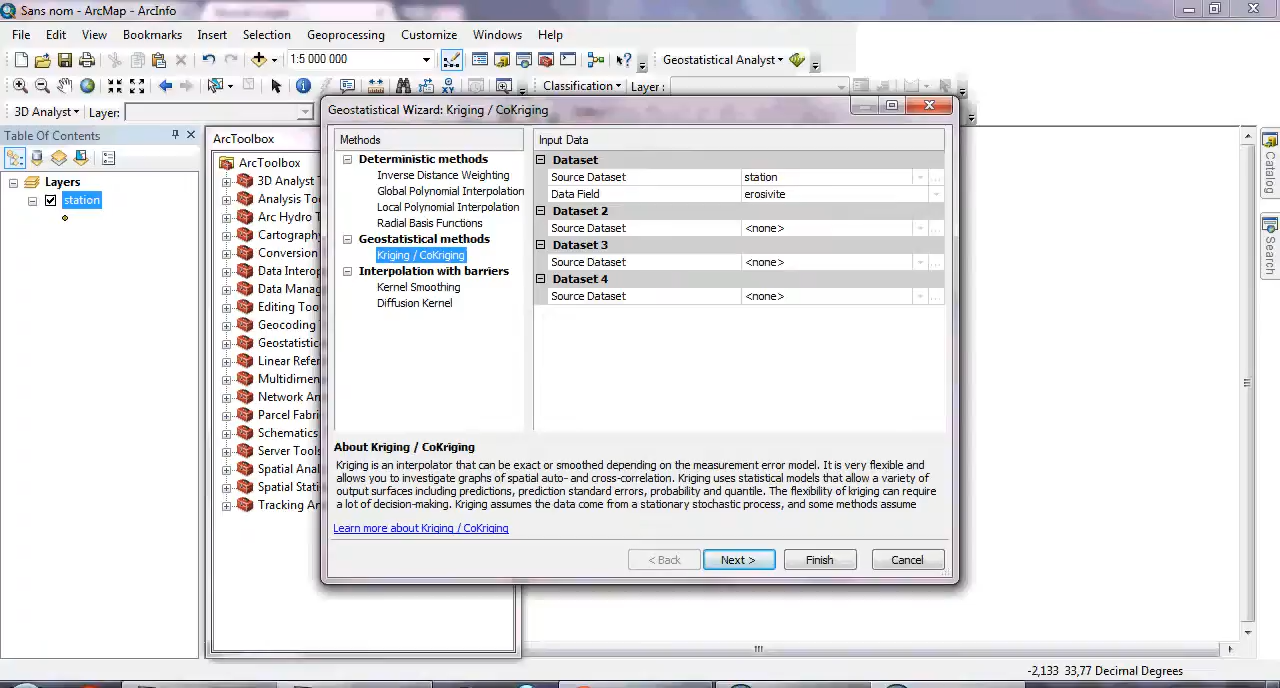 Sans nom - ArcMap - ArcInfo
File Edit View Bookmarks Insert Selection Geoprocessing Customize Windows Help
1:5 000 000
Geostatistical Analyst
Classification Layer :
3D Analyst Layer:
Table Of Contents
Layers
station
ArcToolbox
ArcToolbox
3D Analyst T
Analysis To
Arc Hydro T
Cartography
Conversion
Data Interop
Data Manag
Editing Too
Geocoding T
Geostatistic
Linear Refer
Multidimen
Network An
Parcel Fabri
Schematics
Server Tools
Spatial Anal
Spatial Stati
Tracking An
Geostatistical Wizard: Kriging / CoKriging
Methods
Deterministic methods
Inverse Distance Weighting
Global Polynomial Interpolation
Local Polynomial Interpolation
Radial Basis Functions
Geostatistical methods
Kriging / CoKriging
Interpolation with barriers
Kernel Smoothing
Diffusion Kernel
Input Data
Dataset
Source Dataset station
Data Field erosivite
Dataset 2
Source Dataset <none>
Dataset 3
Source Dataset <none>
Dataset 4
Source Dataset <none>
About Kriging / CoKriging
Kriging is an interpolator that can be exact or smoothed depending on the measurement error model. It is very flexible and
allows you to investigate graphs of spatial auto- and cross-correlation. Kriging uses statistical models that allow a variety of
output surfaces including predictions, prediction standard errors, probability and quantile. The flexibility of kriging can require
a lot of decision-making. Kriging assumes the data come from a stationary stochastic process, and some methods assume
Learn more about Kriging / CoKriging
< Back Next > Finish Cancel
Catalog
Search
-2,133 33,77 Decimal Degrees